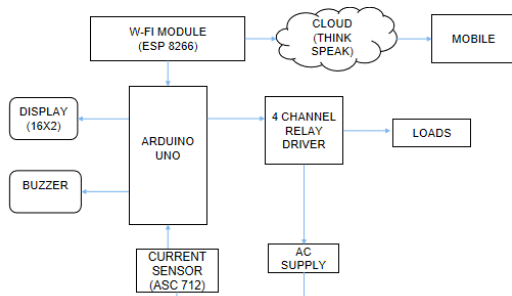 W-FI MODULE
(ESP 8266)
CLOUD
(THINK
SPEAK)
MOBILE
DISPLAY
(16X2)
ARDUINO
UNO
4 CHANNEL
RELAY
DRIVER
LOADS
BUZZER
CURRENT
SENSOR
(ASC 712)
AC
SUPPLY